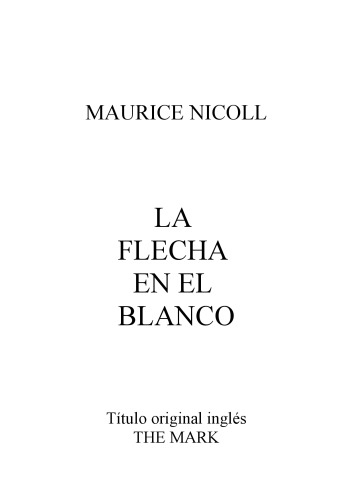 MAURICE NICOLL
LA
FLECHA
EN EL
BLANCO
Título original inglés
THE MARK